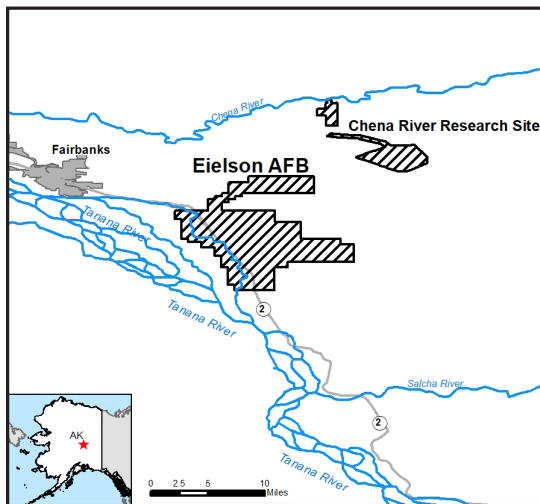 Chena River
Chena River Research Site
Fairbanks
Eielson AFB
Tanana River
Tanana River
2
Salcha River
2
Tanana River
AK
0 2.5 5 10
Miles